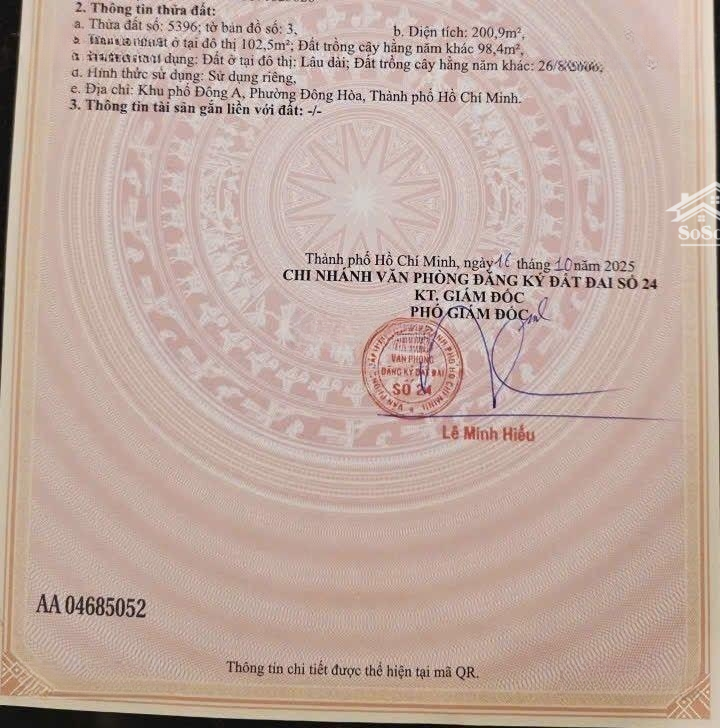 2. Thông tin thửa đất:
a. Thửa đất số: 5396; tờ bản đồ số: 3, b. Diện tích: 200,9m²,
ở tại đô thị 102,5m²; Đất trồng cây hằng năm khác 98,4m²,
dụng: Đất ở tại đô thị: Lâu dài; Đất trồng cây hằng năm khác:
d. Hình thức sử dụng: Sử dụng riêng,
e. Địa chỉ: Khu phố Đông A, Phường Đông Hòa, Thành phố Hồ Chí Minh.
3. Thông tin tài sản gắn liền với đất: -/-
Thành phố Hồ Chí Minh, ngày 16 tháng 10 năm 2025
CHI NHÁNH VĂN PHÒNG ĐĂNG KÝ ĐẤT ĐAI SỐ 24
KT. GIÁM ĐỐC
PHÓ GIÁM ĐỐC
VĂN PHÒNG
ĐĂNG KÝ ĐẤT ĐAI
SỐ 24
Lê Minh Hiếu
AA 04685052
Thông tin chi tiết được thể hiện tại mã QR.